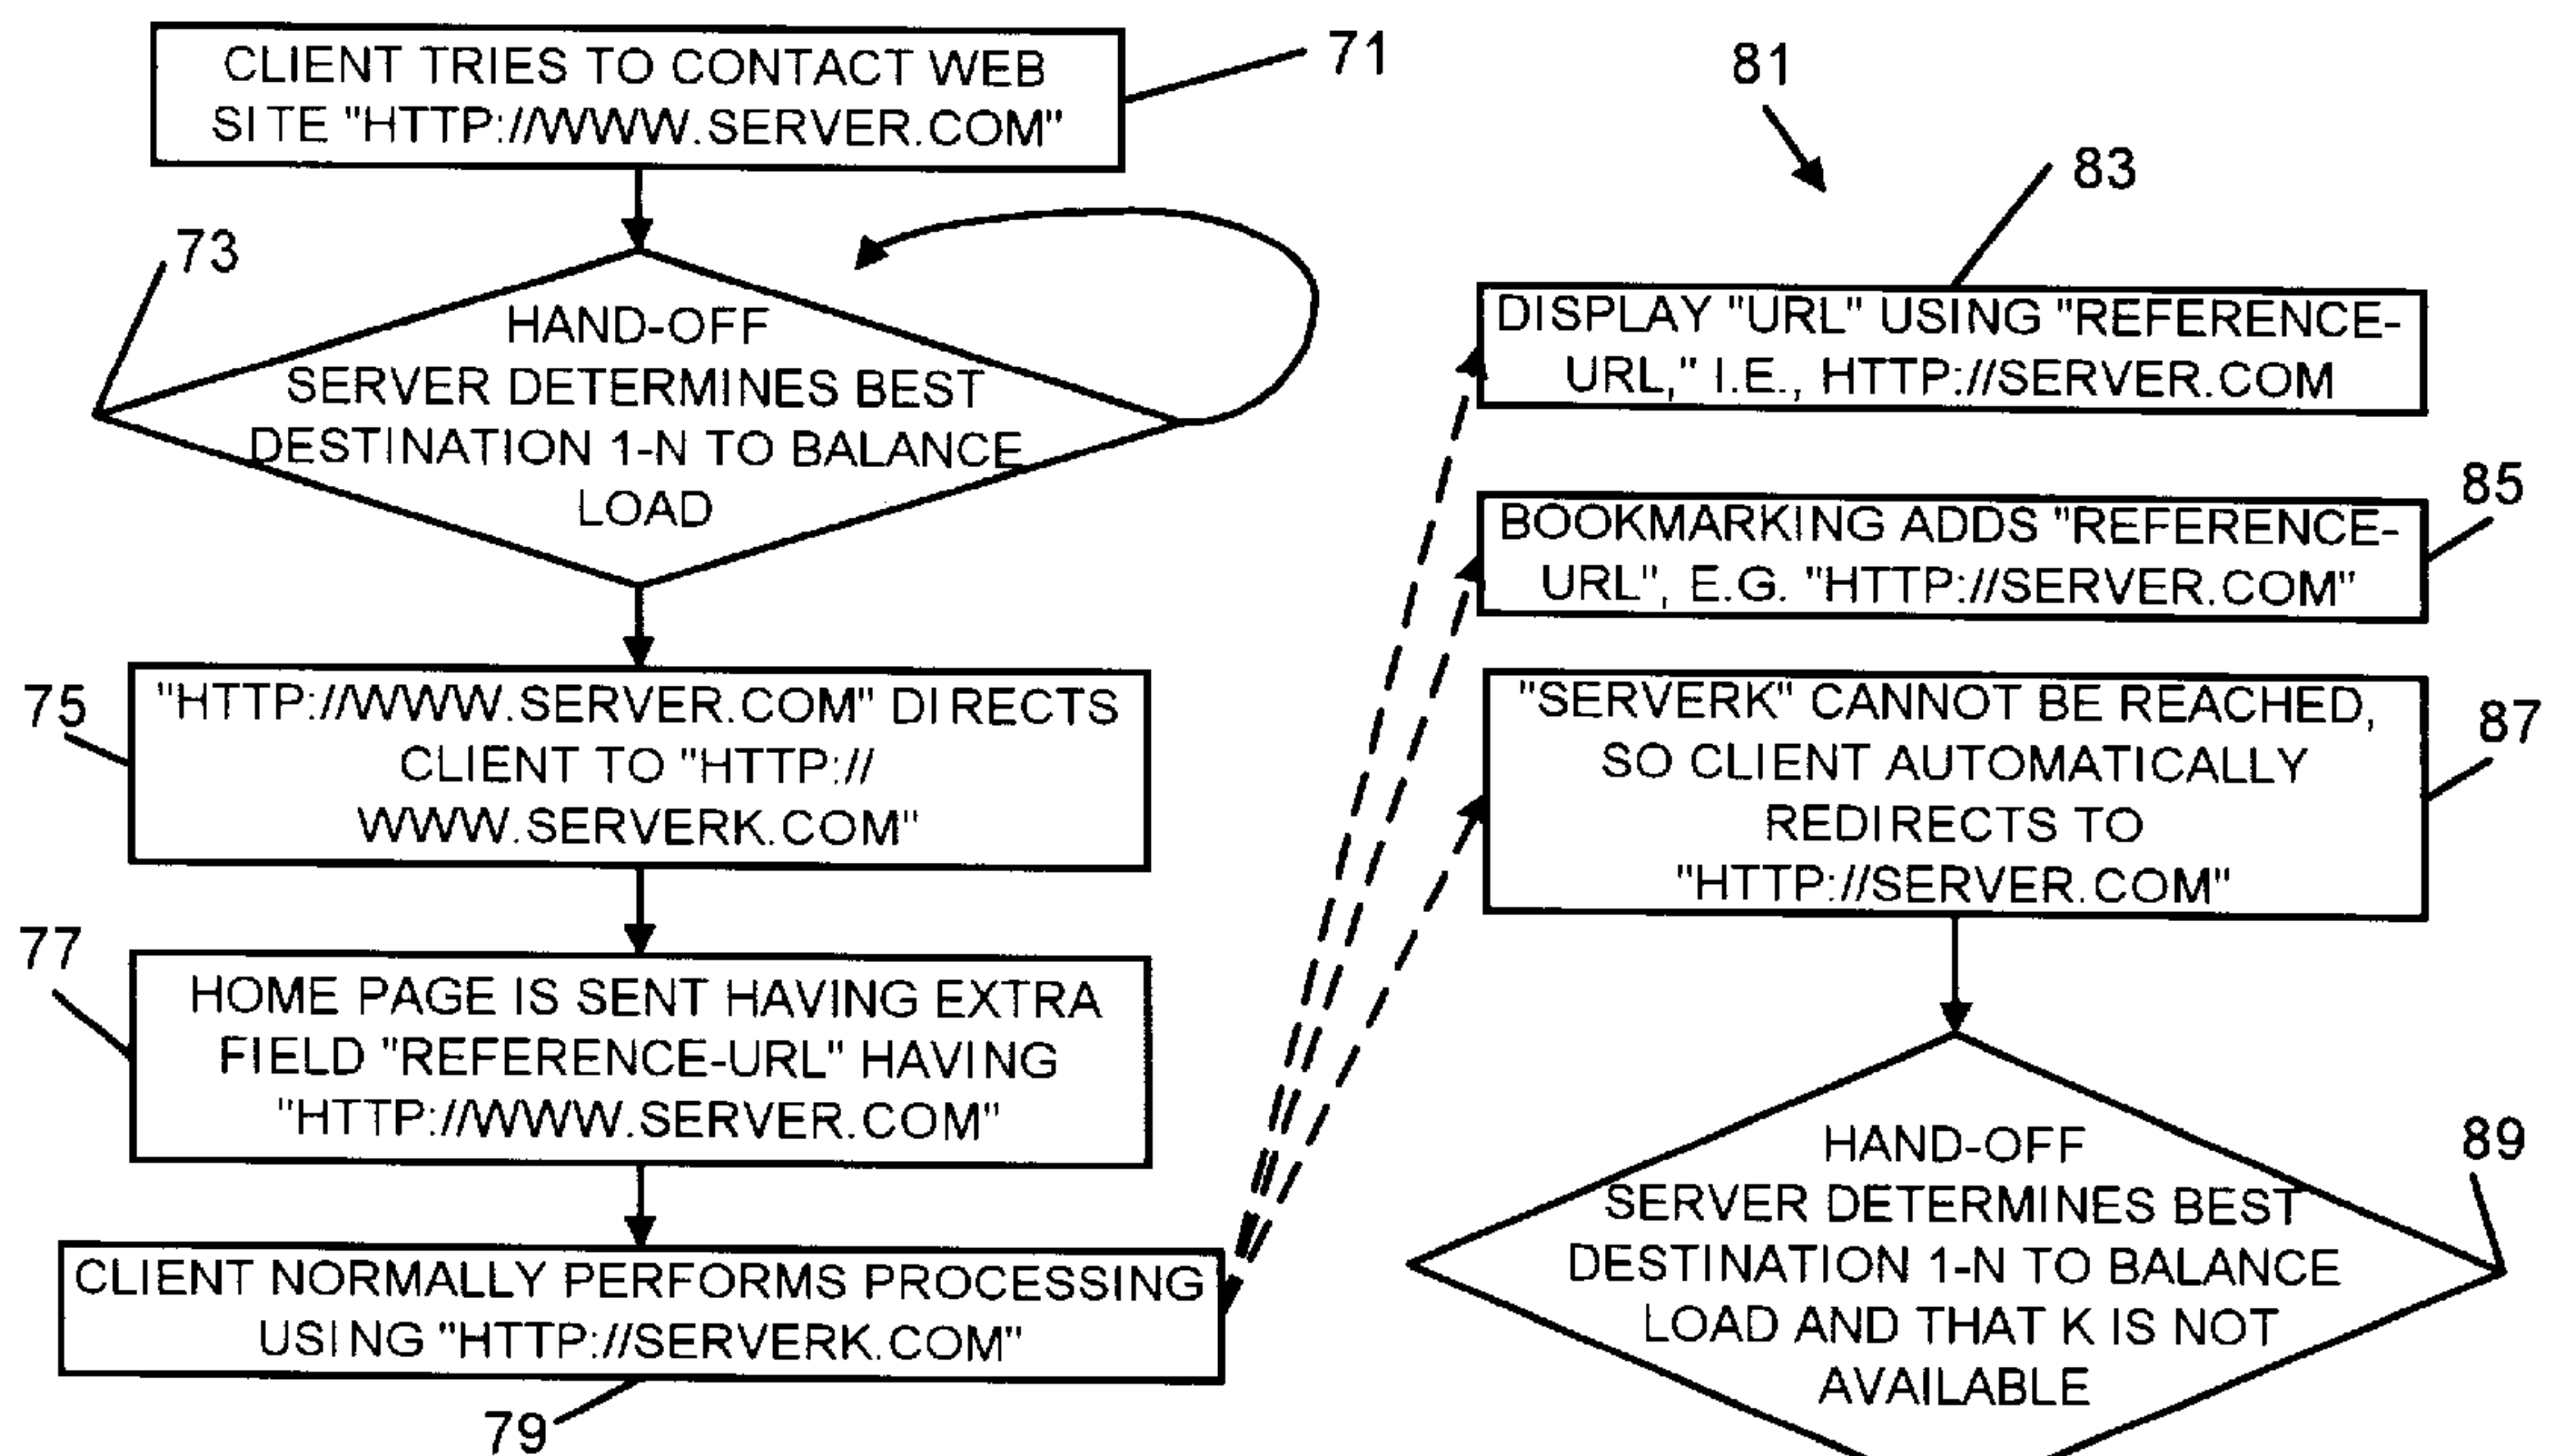 71
CLIENT TRIES TO CONTACT WEB
SITE "HTTP://WWW.SERVER.COM"
73
HAND-OFF
SERVER DETERMINES BEST
DESTINATION 1-N TO BALANCE
LOAD
75
"HTTP://WWW.SERVER.COM" DIRECTS
CLIENT TO "HTTP://
WWW.SERVERK.COM"
77
HOME PAGE IS SENT HAVING EXTRA
FIELD "REFERENCE-URL" HAVING
"HTTP://WWW.SERVER.COM"
CLIENT NORMALLY PERFORMS PROCESSING
USING "HTTP://SERVERK.COM"
79
81
83
DISPLAY "URL" USING "REFERENCE-
URL," I.E., HTTP://SERVER.COM
85
BOOKMARKING ADDS "REFERENCE-
URL", E.G. "HTTP://SERVER.COM"
87
"SERVERK" CANNOT BE REACHED,
SO CLIENT AUTOMATICALLY
REDIRECTS TO
"HTTP://SERVER.COM"
89
HAND-OFF
SERVER DETERMINES BEST
DESTINATION 1-N TO BALANCE
LOAD AND THAT K IS NOT
AVAILABLE